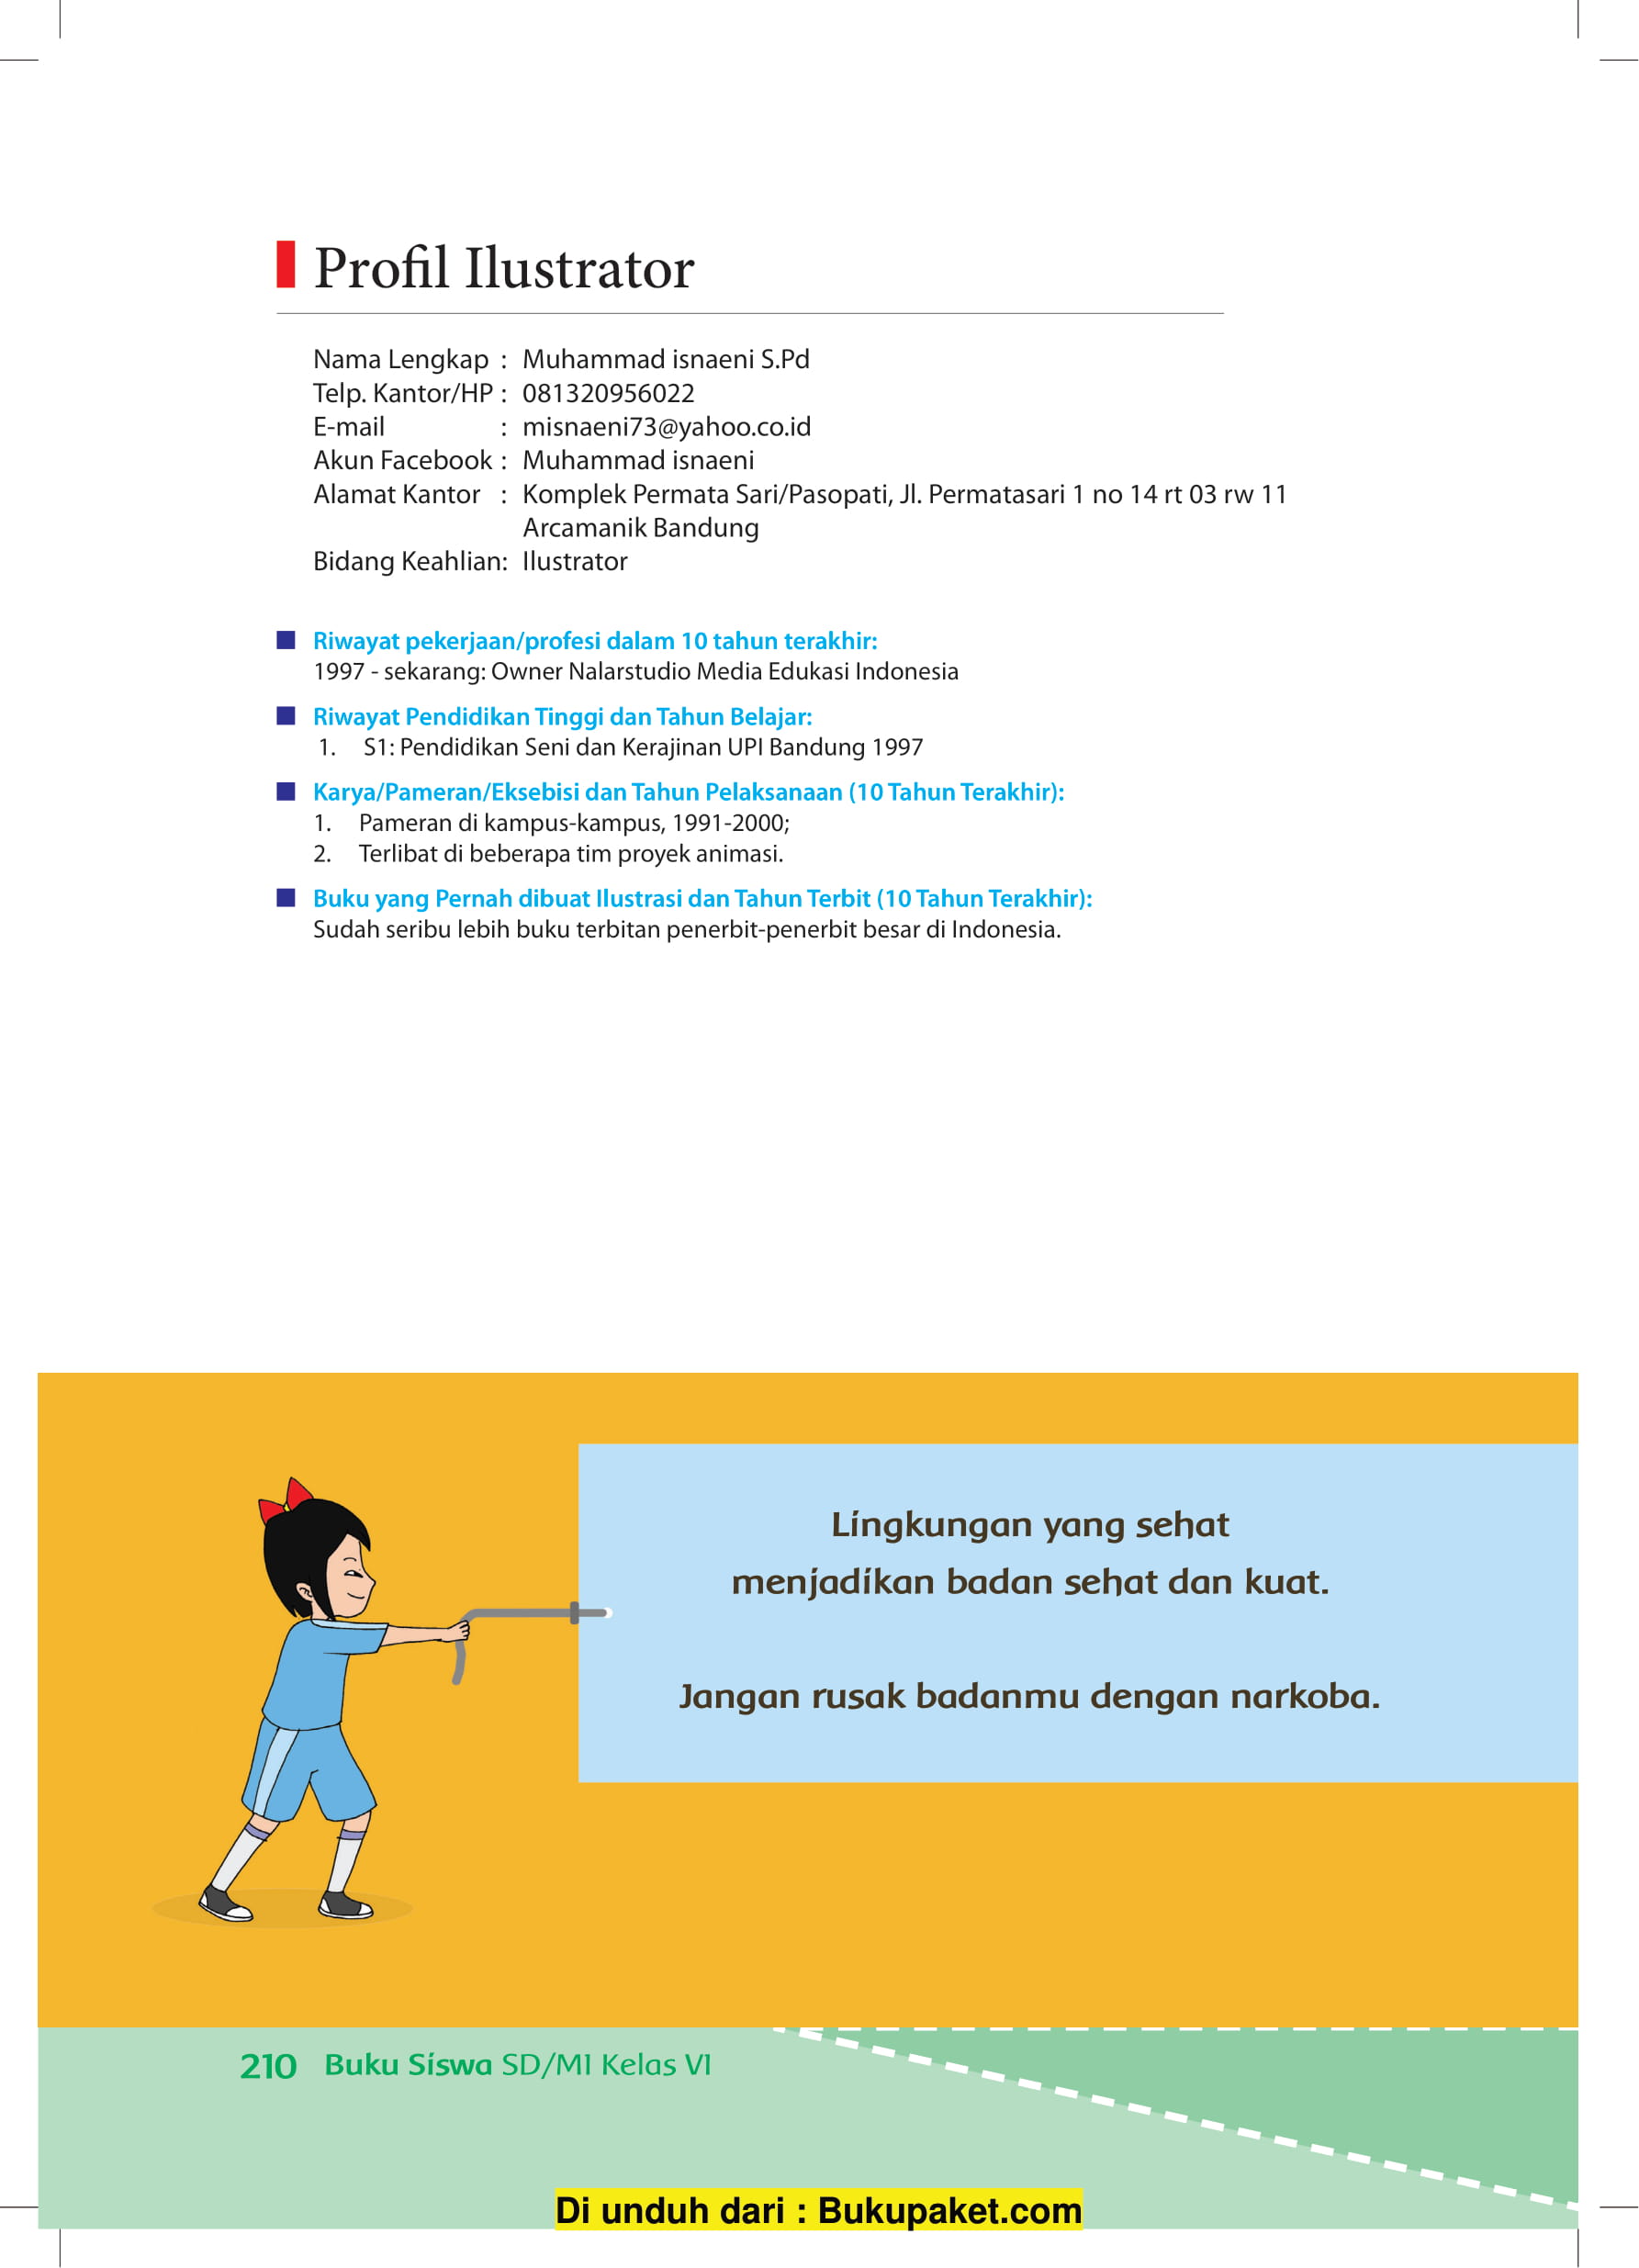 Profil Ilustrator
Nama Lengkap : Muhammad isnaeni S.Pd
Telp. Kantor/HP : 081320956022
E-mail : misnaeni73@yahoo.co.id
Akun Facebook : Muhammad isnaeni
Alamat Kantor : Komplek Permata Sari/Pasopati, Jl. Permatasari 1 no 14 rt 03 rw 11
Arcamanik Bandung
Bidang Keahlian: Ilustrator
Riwayat pekerjaan/profesi dalam 10 tahun terakhir:
1997 - sekarang: Owner Nalarstudio Media Edukasi Indonesia
Riwayat Pendidikan Tinggi dan Tahun Belajar:
1. S1: Pendidikan Seni dan Kerajinan UPI Bandung 1997
Karya/Pameran/Eksebisi dan Tahun Pelaksanaan (10 Tahun Terakhir):
1. Pameran di kampus-kampus, 1991-2000;
2. Terlibat di beberapa tim proyek animasi.
Buku yang Pernah dibuat Ilustrasi dan Tahun Terbit (10 Tahun Terakhir):
Sudah seribu lebih buku terbitan penerbit-penerbit besar di Indonesia.
Lingkungan yang sehat
menjadikan badan sehat dan kuat.
Jangan rusak badanmu dengan narkoba.
210 Buku Siswa SD/MI Kelas VI
Di unduh dari : Bukupaket.com